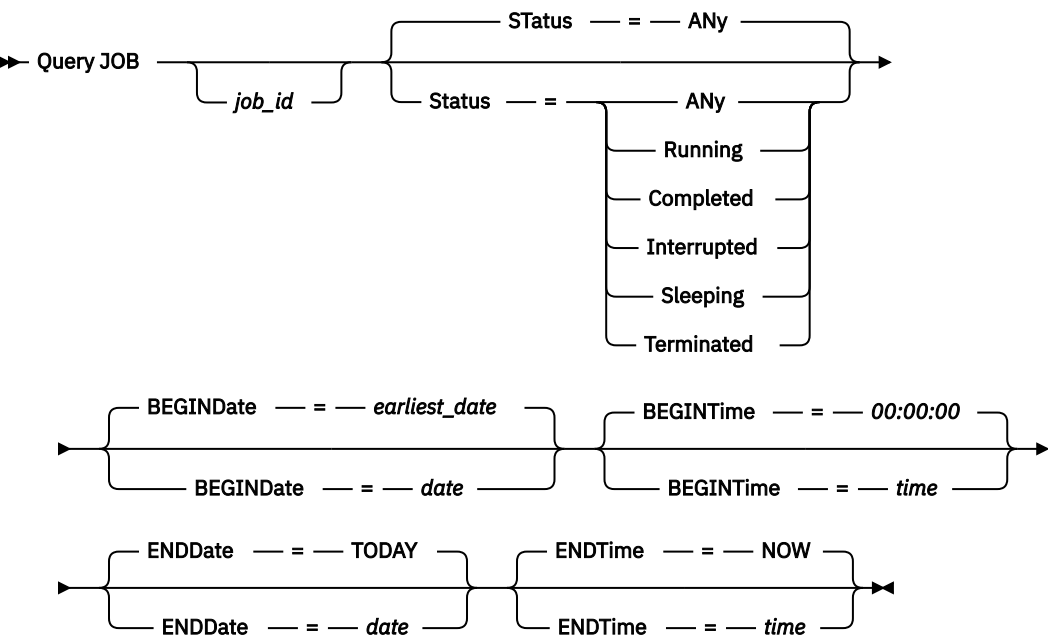 STatus = ANy
Query JOB
job_id
Status = ANy
Running
Completed
Interrupted
Sleeping
Terminated
BEGINDate = earliest_date BEGINTime = 00:00:00
BEGINDate = date BEGINTime = time
ENDDate = TODAY ENDTime = NOW
ENDDate = date ENDTime = time